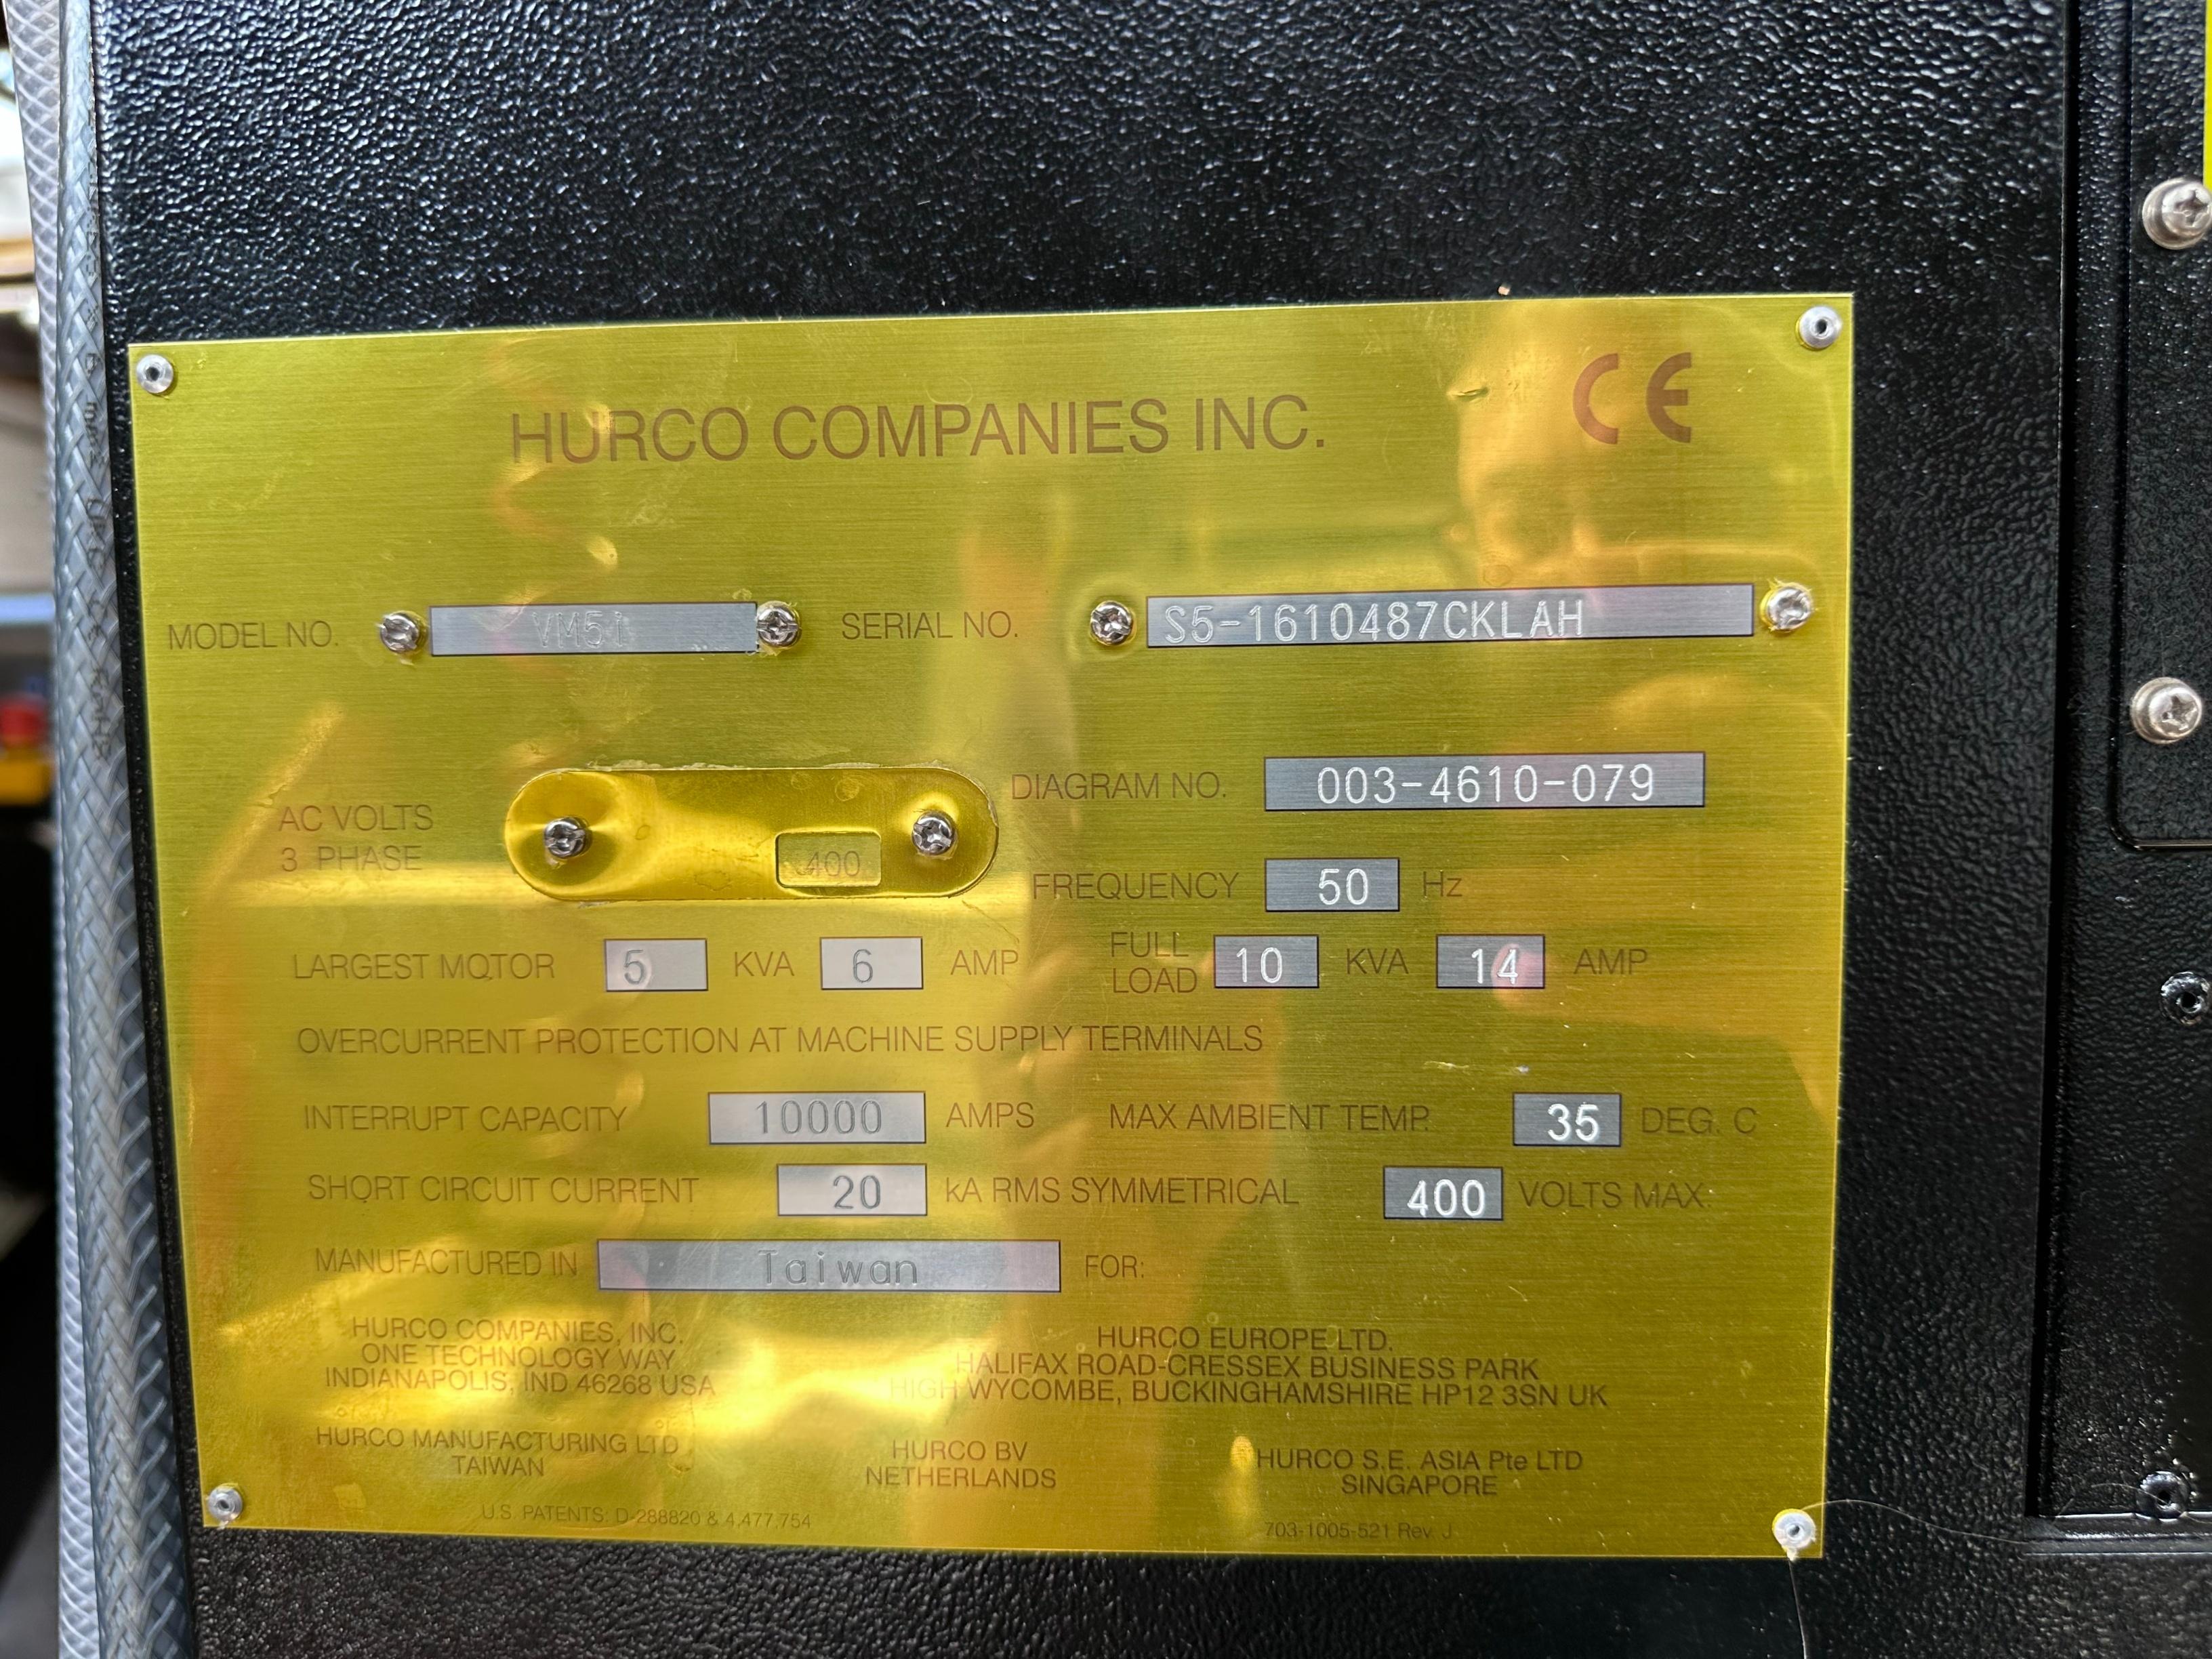 HURCO COMPANIES INC.
CE
MODEL NO. VM5i SERIAL NO. S5-1610487CKLAH
AC VOLTS
3 PHASE
400
DIAGRAM NO. 003-4610-079
FREQUENCY 50 Hz
LARGEST MOTOR 5 KVA 6 AMP
FULL
LOAD 10 KVA 14 AMP
OVERCURRENT PROTECTION AT MACHINE SUPPLY TERMINALS
INTERRUPT CAPACITY 10000 AMPS MAX AMBIENT TEMP. 35 DEG. C
SHORT CIRCUIT CURRENT 20 kA RMS SYMMETRICAL 400 VOLTS MAX.
MANUFACTURED IN Taiwan FOR:
HURCO COMPANIES, INC.
ONE TECHNOLOGY WAY
INDIANAPOLIS, IND 46268 USA
HURCO EUROPE LTD.
HALIFAX ROAD-CRESSEX BUSINESS PARK
HIGH WYCOMBE, BUCKINGHAMSHIRE HP12 3SN UK
HURCO MANUFACTURING LTD
TAIWAN
HURCO BV
NETHERLANDS
HURCO S.E. ASIA Pte LTD
SINGAPORE
U.S. PATENTS: D-288820 & 4,477,754
703-1005-521 Rev. J